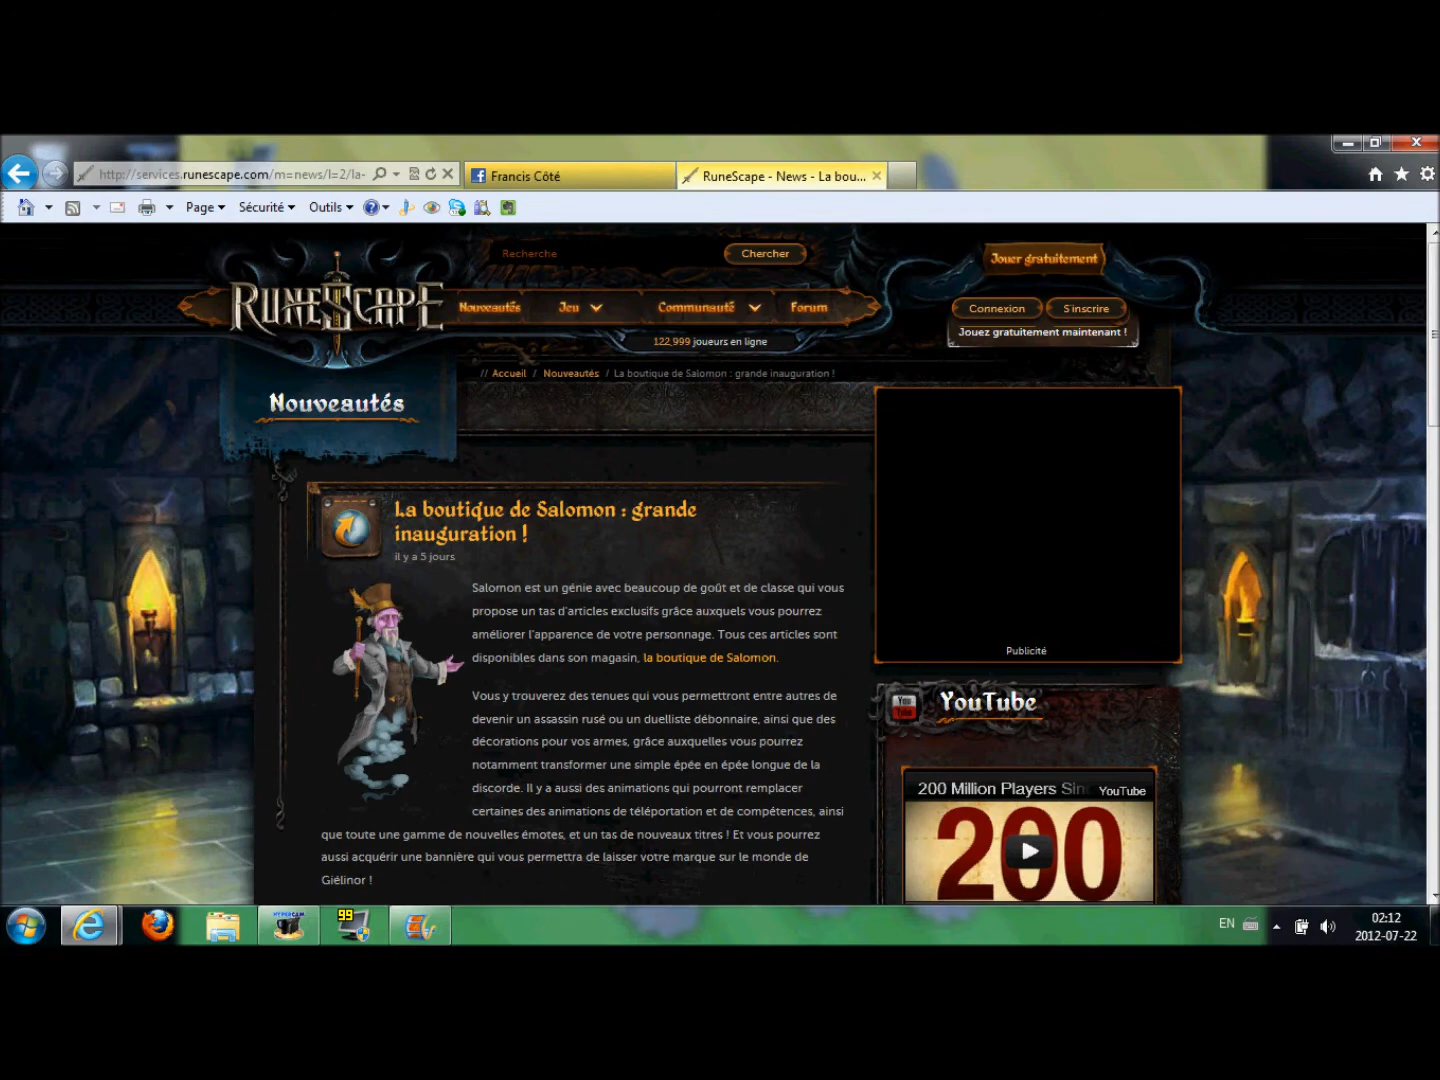 http://services.runescape.com/m=news/l=2/la-
Francis Côté
RuneScape - News - La bou...
Page
Sécurité
Outils
Recherche
Chercher
Jouer gratuitement
RUNESCAPE
Nouveautés
Jeu
Communauté
Forum
Connexion
S'inscrire
Jouez gratuitement maintenant !
122,999 joueurs en ligne
// Accueil / Nouveautés / La boutique de Salomon : grande inauguration !
Nouveautés
La boutique de Salomon : grande
inauguration !
il y a 5 jours
Salomon est un génie avec beaucoup de goût et de classe qui vous
propose un tas d'articles exclusifs grâce auxquels vous pourrez
améliorer l'apparence de votre personnage. Tous ces articles sont
disponibles dans son magasin, la boutique de Salomon.
Vous y trouverez des tenues qui vous permettront entre autres de
devenir un assassin rusé ou un duelliste débonnaire, ainsi que des
décorations pour vos armes, grâce auxquelles vous pourrez
notamment transformer une simple épée en épée longue de la
discorde. Il y a aussi des animations qui pourront remplacer
certaines des animations de téléportation et de compétences, ainsi
que toute une gamme de nouvelles émotes, et un tas de nouveaux titres ! Et vous pourrez
aussi acquérir une bannière qui vous permettra de laisser votre marque sur le monde de
Giélinor !
Publicité
You
Tube
YouTube
200 Million Players Sinc
YouTube
200
HYPERCAM
99
EN
02:12
2012-07-22